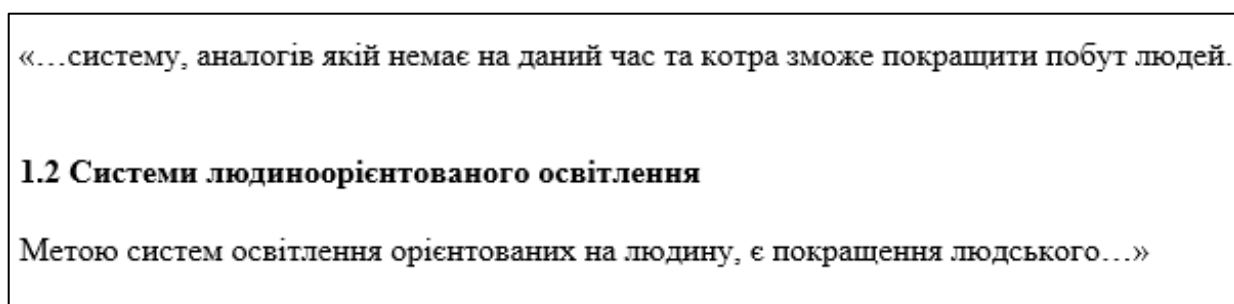 «…систему, аналогів якій немає на даний час та котра зможе покращити побут людей.
1.2 Системи людиноорієнтованого освітлення
Метою систем освітлення орієнтованих на людину, є покращення людського…»